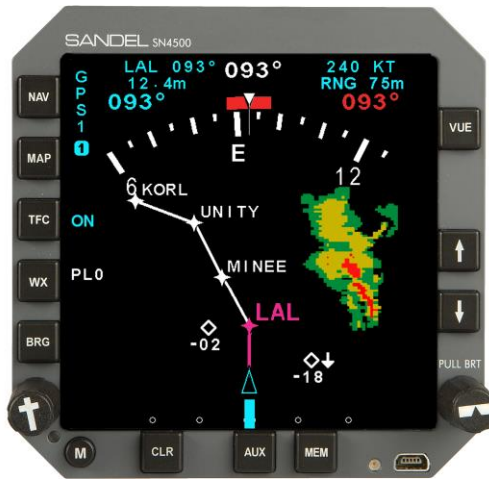 SANDEL SN4500
LAL 093° 093° 240 KT
12.4m RNG 75m
093° 093°
GPS1
1
NAV
MAP
TFC
WX
BRG
VUE
E
6 12
KORL
UNITY
ON
PL0
MINEE
LAL
-02
-18
PULL BRT
M
CLR
AUX
MEM